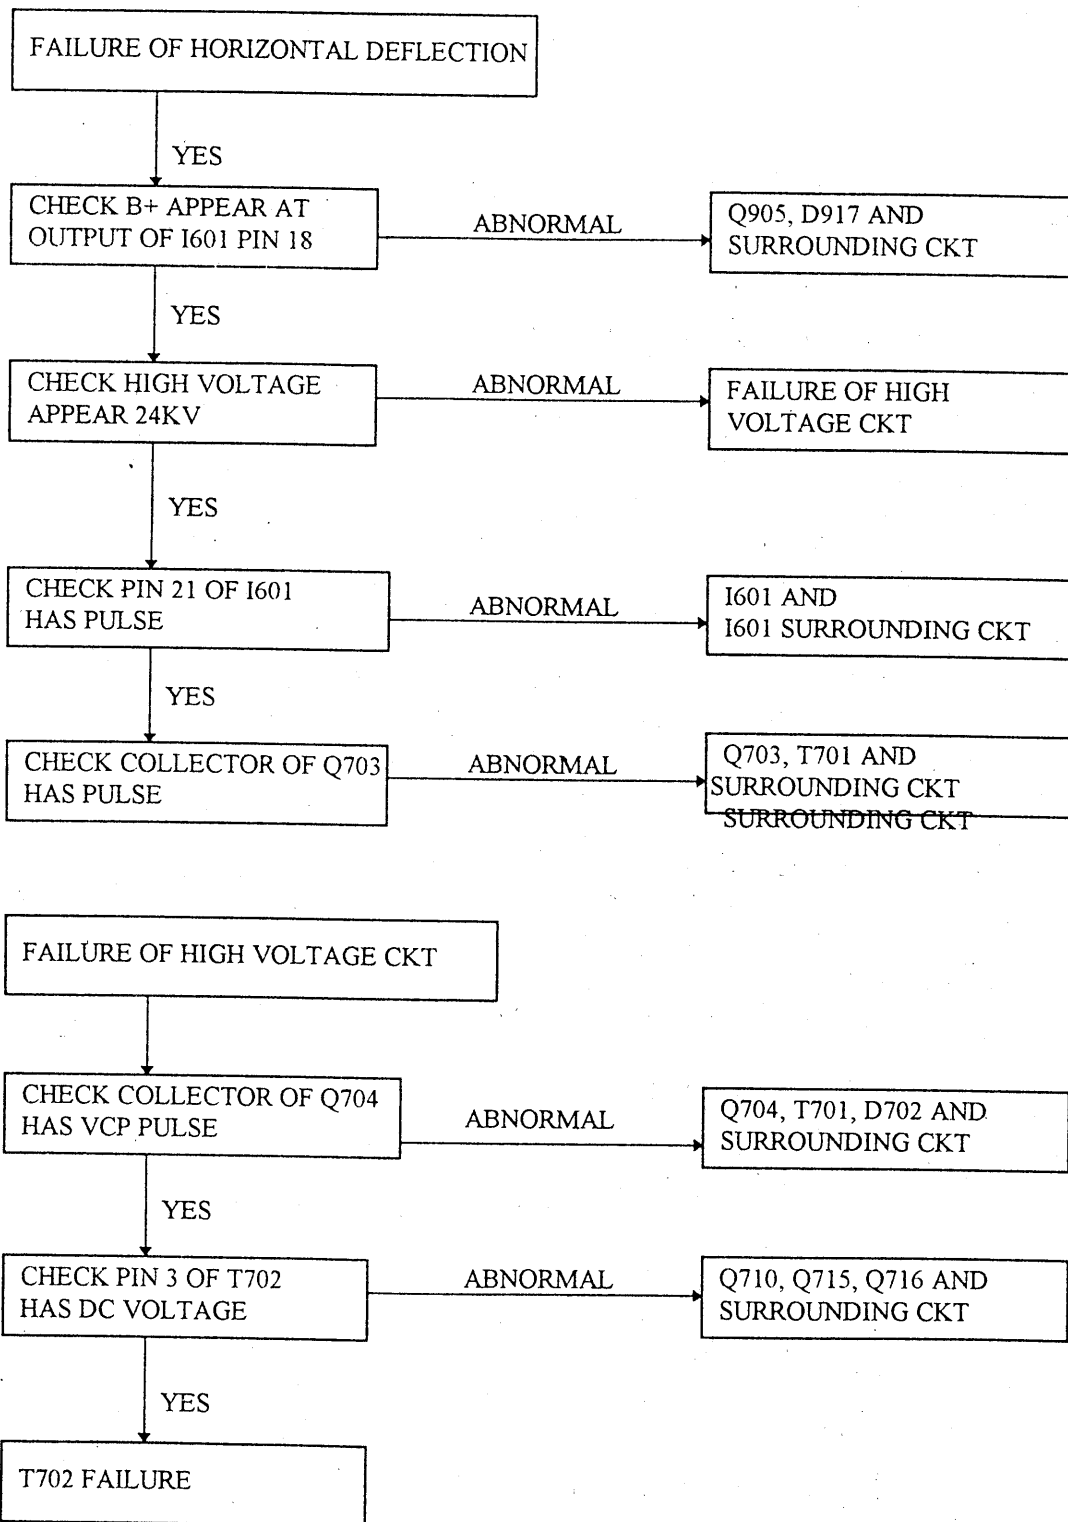 FAILURE OF HORIZONTAL DEFLECTION
YES
CHECK B+ APPEAR AT
OUTPUT OF I601 PIN 18
ABNORMAL
Q905, D917 AND
SURROUNDING CKT
YES
CHECK HIGH VOLTAGE
APPEAR 24KV
ABNORMAL
FAILURE OF HIGH
VOLTAGE CKT
YES
CHECK PIN 21 OF I601
HAS PULSE
ABNORMAL
I601 AND
I601 SURROUNDING CKT
YES
CHECK COLLECTOR OF Q703
HAS PULSE
ABNORMAL
Q703, T701 AND
SURROUNDING CKT
SURROUNDING CKT
FAILURE OF HIGH VOLTAGE CKT
CHECK COLLECTOR OF Q704
HAS VCP PULSE
ABNORMAL
Q704, T701, D702 AND
SURROUNDING CKT
YES
CHECK PIN 3 OF T702
HAS DC VOLTAGE
ABNORMAL
Q710, Q715, Q716 AND
SURROUNDING CKT
YES
T702 FAILURE